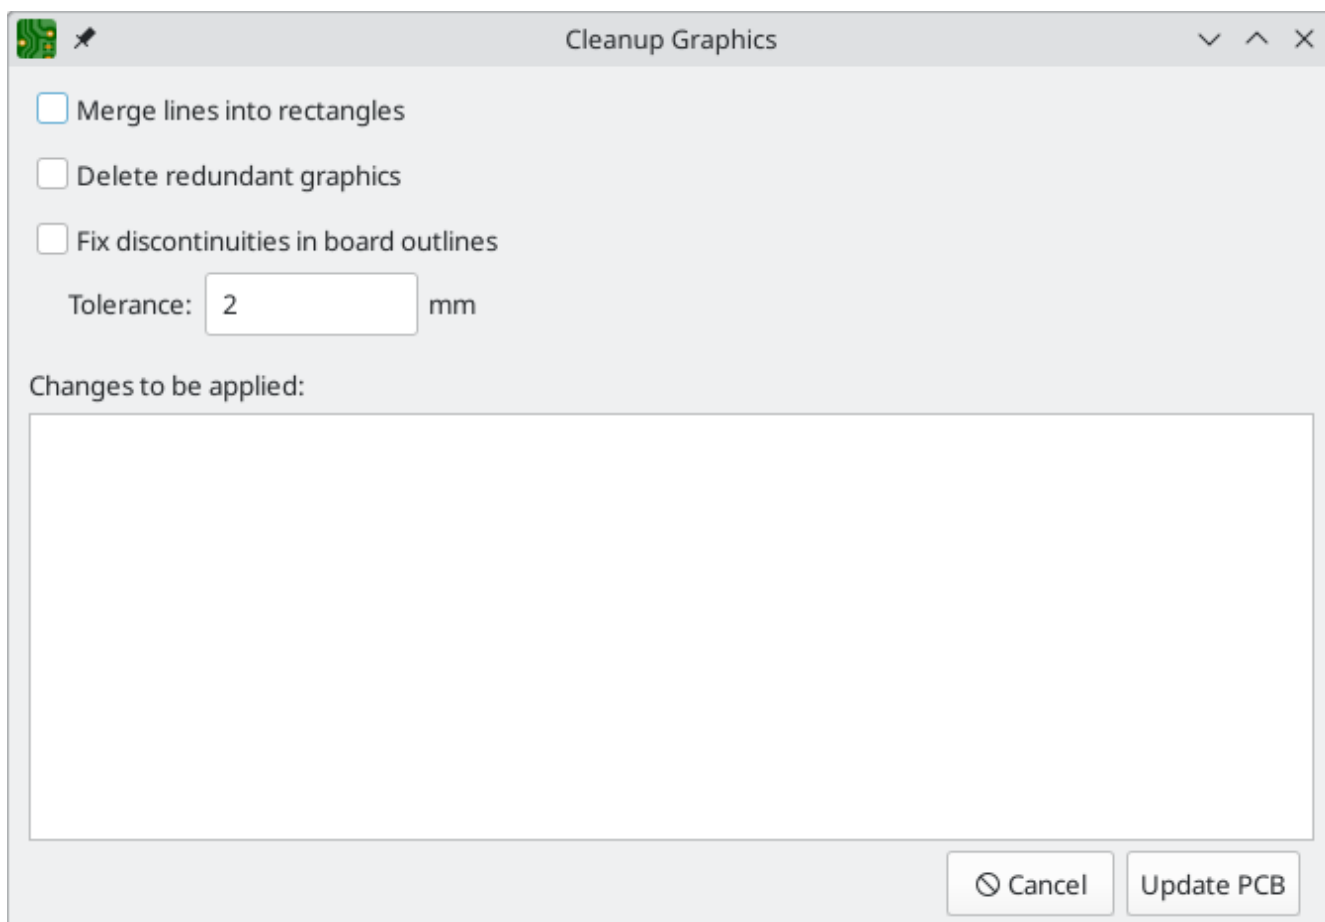 Cleanup Graphics
Merge lines into rectangles
Delete redundant graphics
Fix discontinuities in board outlines
Tolerance: 2 mm
Changes to be applied:
Cancel Update PCB